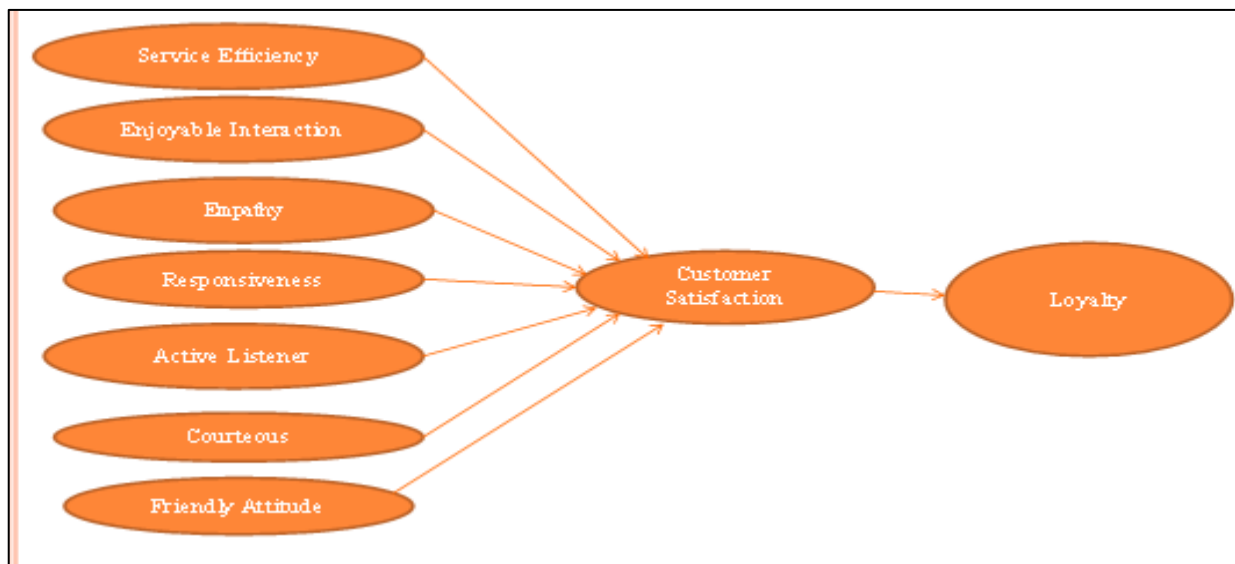 Service Efficiency
Enjoyable Interaction
Empathy
Responsiveness
Active Listener
Courteous
Friendly Attitude
Customer
Satisfaction
Loyalty